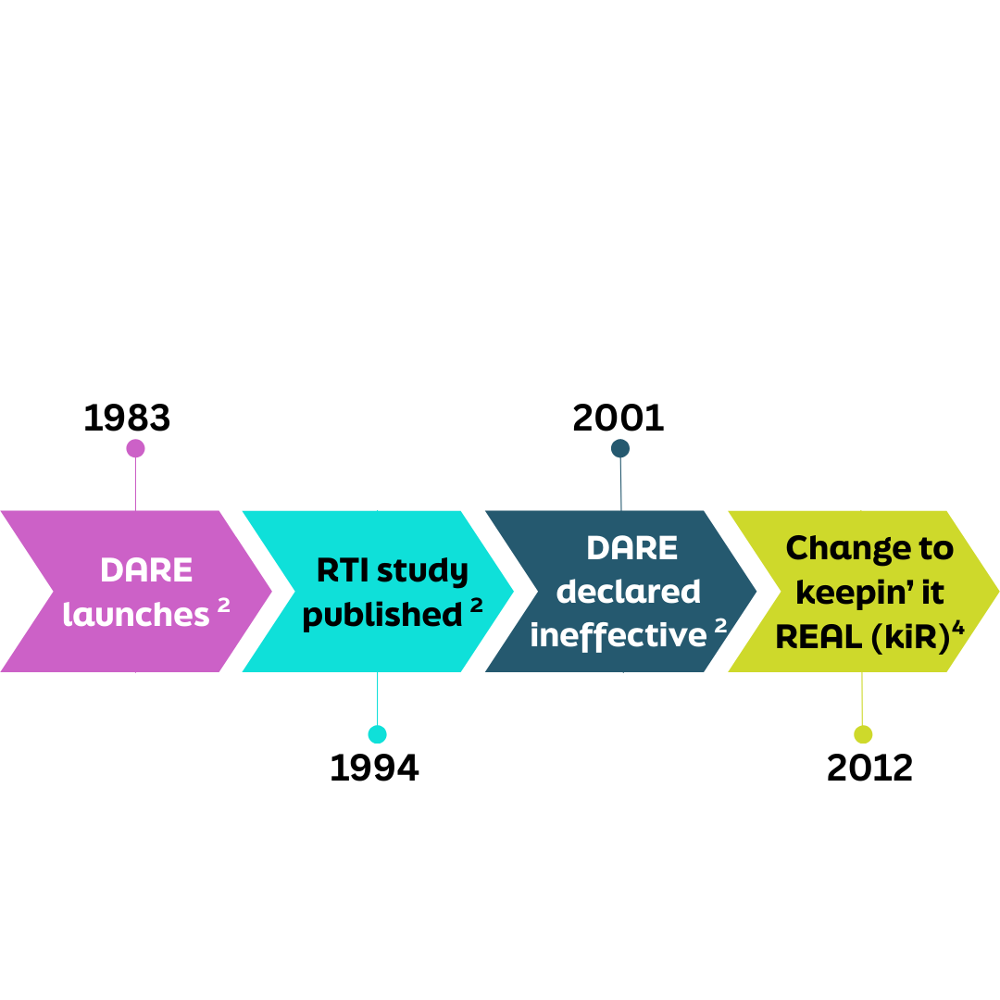 1983
DARE
launches ²
RTI study
published ²
1994
2001
DARE
declared
ineffective ²
Change to
keepin’ it
REAL (kiR)⁴
2012